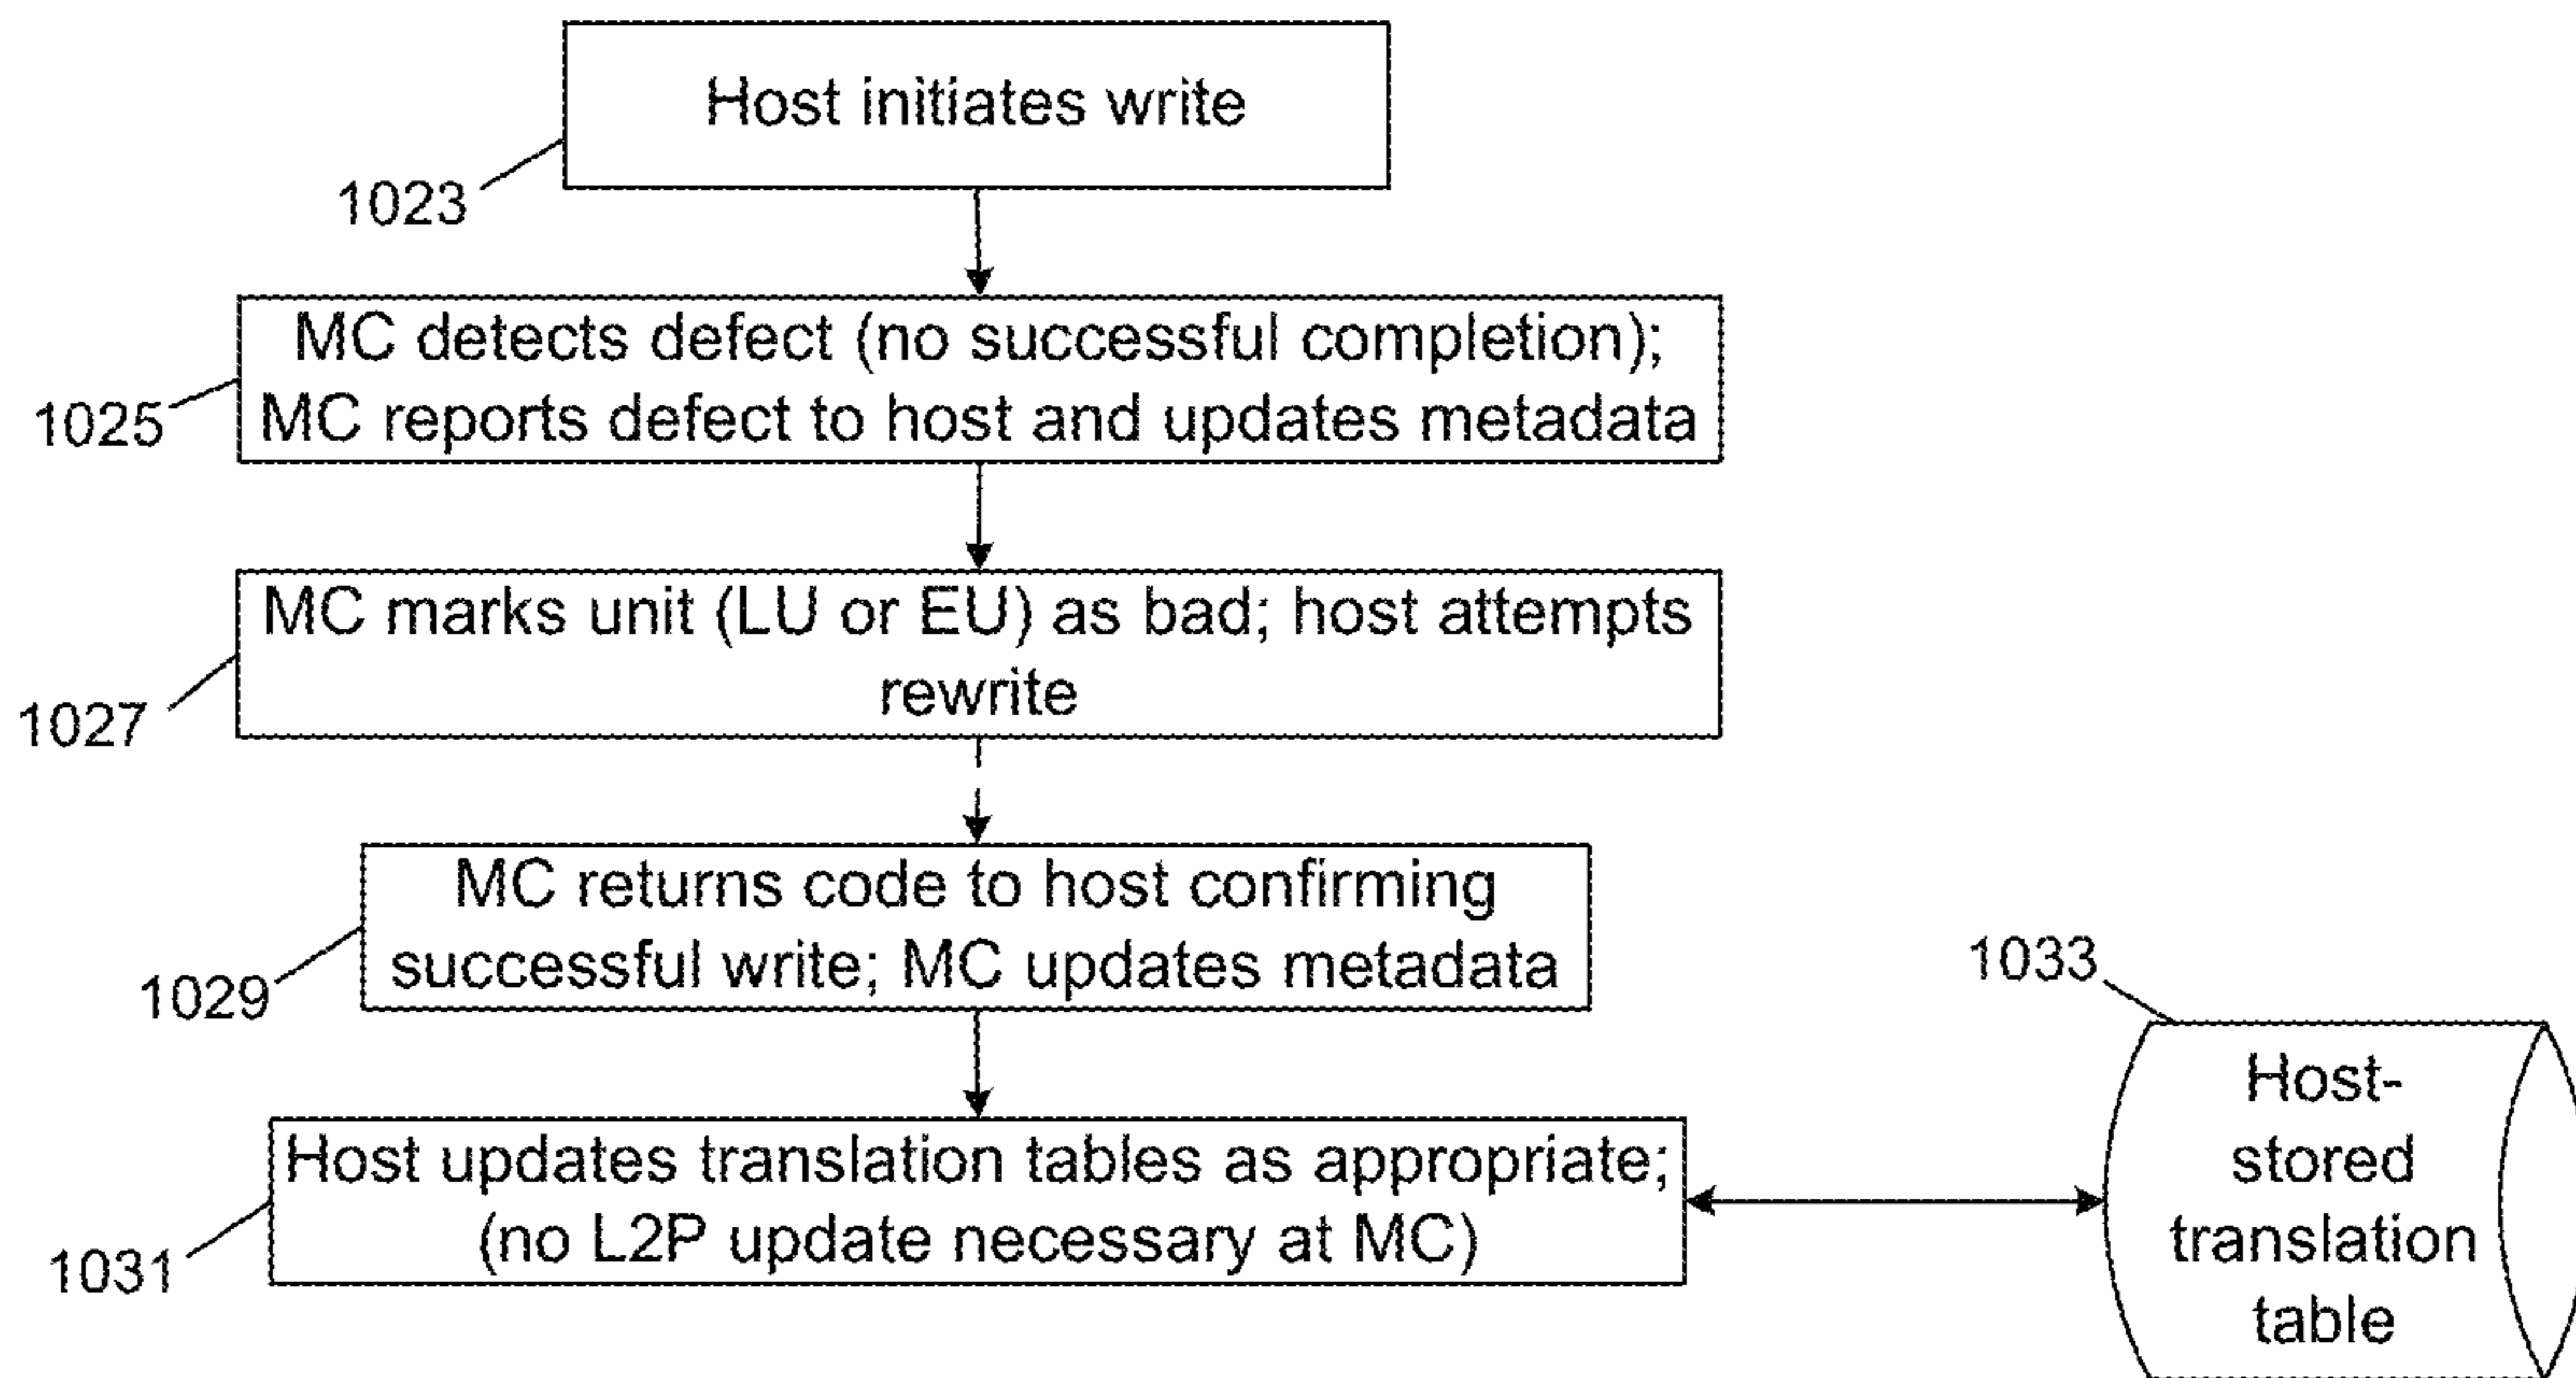 Host initiates write
1023
MC detects defect (no successful completion);
MC reports defect to host and updates metadata
1025
MC marks unit (LU or EU) as bad; host attempts
rewrite
1027
MC returns code to host confirming
successful write; MC updates metadata
1029
Host updates translation tables as appropriate;
(no L2P update necessary at MC)
1031
1033
Host-
stored
translation
table